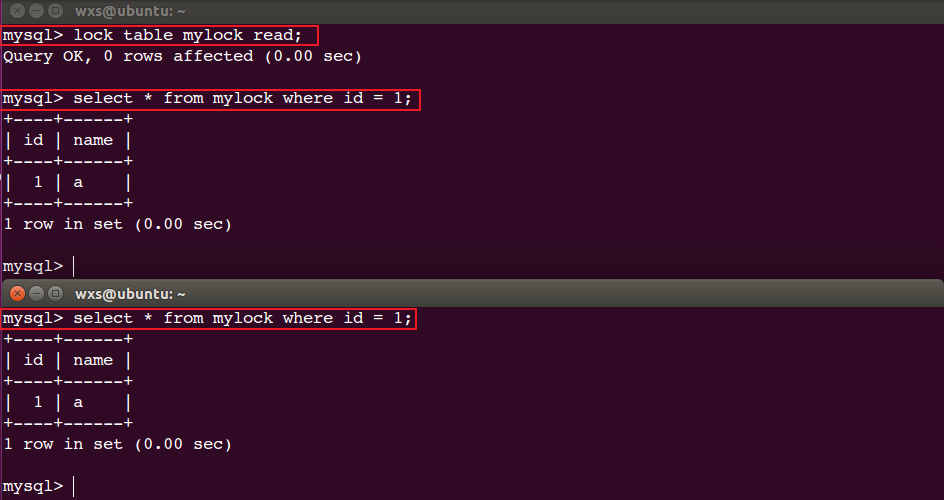 wxs@ubuntu: ~
mysql> lock table mylock read;
Query OK, 0 rows affected (0.00 sec)
mysql> select * from mylock where id = 1;
+----+------+
| id | name |
+----+------+
|  1 | a    |
+----+------+
1 row in set (0.00 sec)
mysql>
wxs@ubuntu: ~
mysql> select * from mylock where id = 1;
+----+------+
| id | name |
+----+------+
|  1 | a    |
+----+------+
1 row in set (0.00 sec)
mysql>